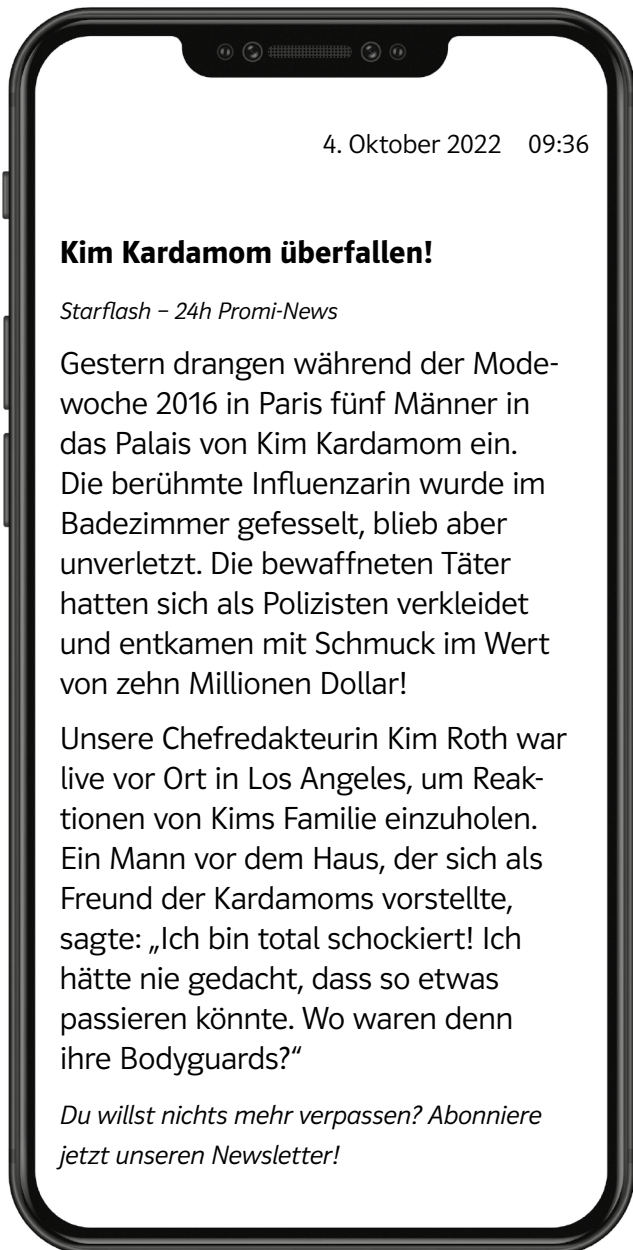 4. Oktober 2022 09:36
Kim Kardamom überfallen!
Starflash – 24h Promi-News
Gestern drangen während der Mode-
woche 2016 in Paris fünf Männer in
das Palais von Kim Kardamom ein.
Die berühmte Influenzarin wurde im
Badezimmer gefesselt, blieb aber
unverletzt. Die bewaffneten Täter
hatten sich als Polizisten verkleidet
und entkamen mit Schmuck im Wert
von zehn Millionen Dollar!
Unsere Chefredakteurin Kim Roth war
live vor Ort in Los Angeles, um Reak-
tionen von Kims Familie einzuholen.
Ein Mann vor dem Haus, der sich als
Freund der Kardamoms vorstellte,
sagte: „Ich bin total schockiert! Ich
hätte nie gedacht, dass so etwas
passieren könnte. Wo waren denn
ihre Bodyguards?“
Du willst nichts mehr verpassen? Abonniere
jetzt unseren Newsletter!